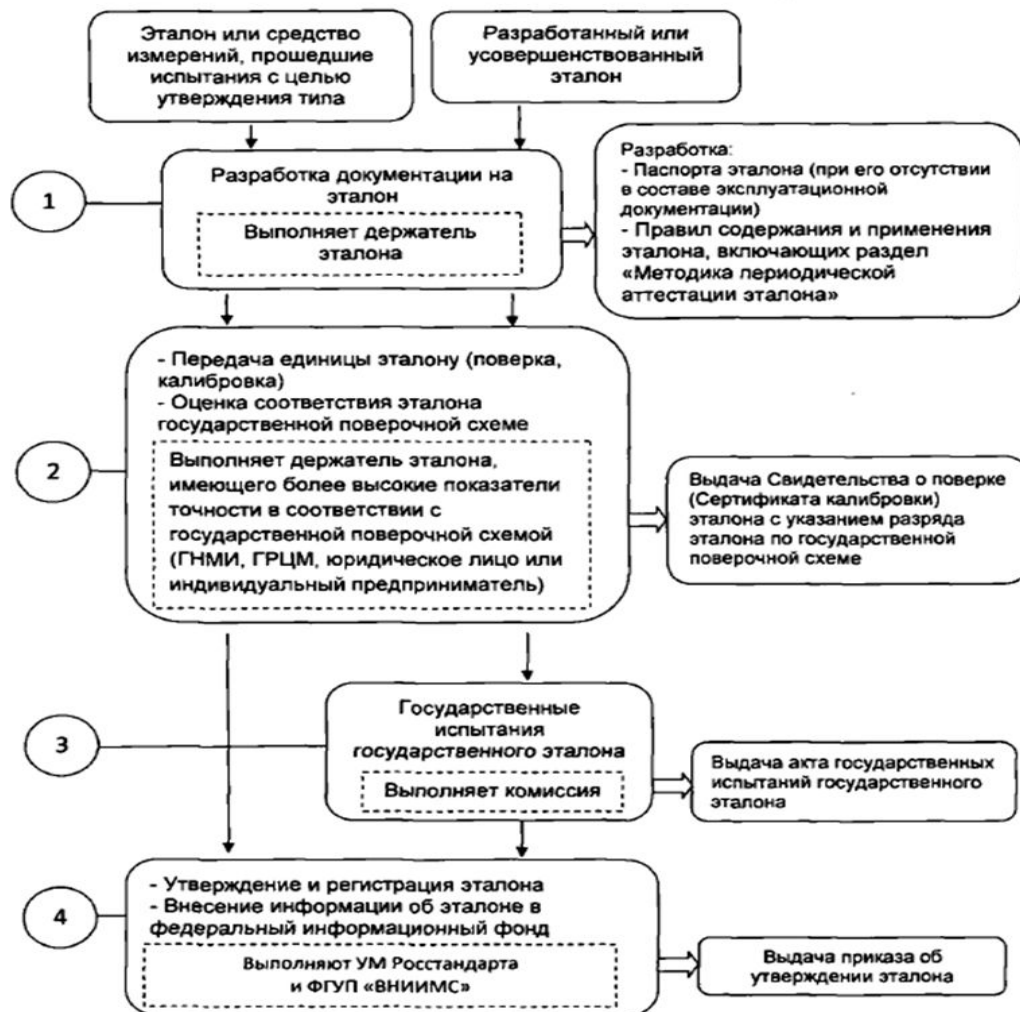 Эталон или средство
измерений, прошедшие
испытания с целью
утверждения типа
Разработанный или
усовершенствованный
эталон
1
Разработка документации на
эталон
Выполняет держатель
эталона
Разработка:
- Паспорта эталона (при его отсутствии
в составе эксплуатационной
документации)
- Правил содержания и применения
эталона, включающих раздел
«Методика периодической
аттестации эталона»
2
- Передача единицы эталону (поверка,
калибровка)
- Оценка соответствия эталона
государственной поверочной схеме
Выполняет держатель эталона,
имеющего более высокие показатели
точности в соответствии с
государственной поверочной схемой
(ГНМИ, ГРЦМ, юридическое лицо или
индивидуальный предприниматель)
Выдача Свидетельства о поверке
(Сертификата калибровки)
эталона с указанием разряда
эталона по государственной
поверочной схеме
3
Государственные
испытания
государственного эталона
Выполняет комиссия
Выдача акта государственных
испытаний государственного
эталона
4
- Утверждение и регистрация эталона
- Внесение информации об эталоне в
федеральный информационный фонд
Выполняют УМ Росстандарта
и ФГУП «ВНИИМС»
Выдача приказа об
утверждении эталона